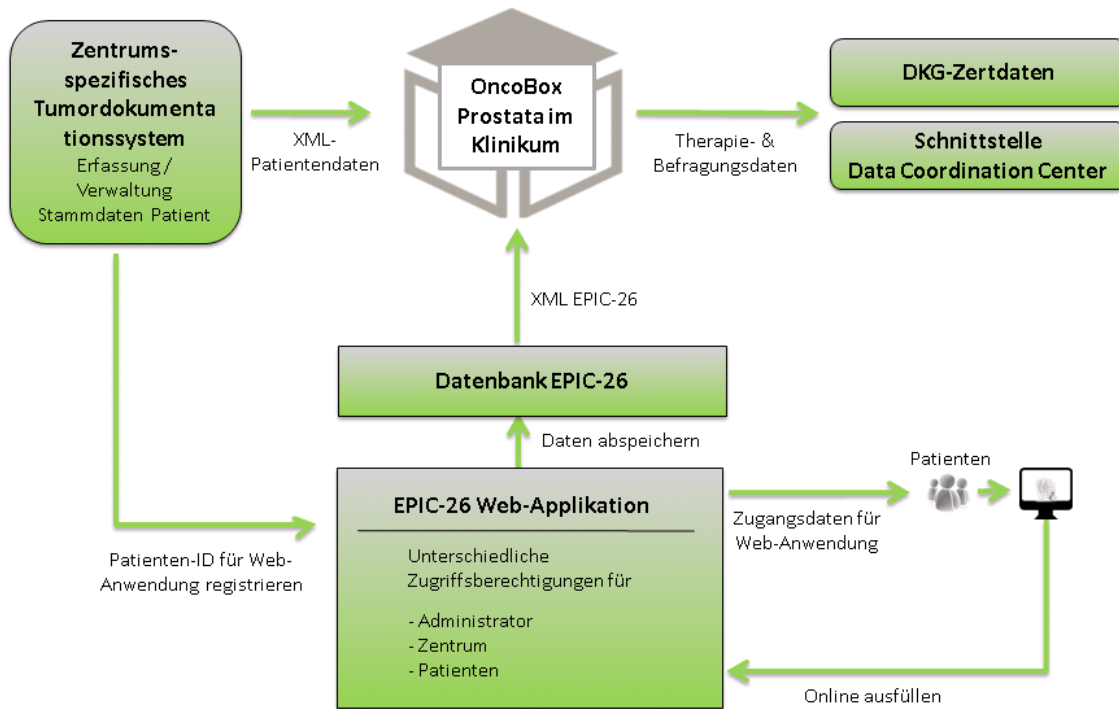 Zentrums-
spezifisches
Tumordokumenta
tionssystem
Erfassung /
Verwaltung
Stammdaten Patient
XML-
Patientendaten
OncoBox
Prostata im
Klinikum
Therapie- &
Befragungsdaten
DKG-Zertdaten
Schnittstelle
Data Coordination Center
XML EPIC-26
Datenbank EPIC-26
Daten abspeichern
Patienten-ID für Web-
Anwendung registrieren
EPIC-26 Web-Applikation
Unterschiedliche
Zugriffsberechtigungen für
- Administrator
- Zentrum
- Patienten
Patienten
Zugangsdaten für
Web-Anwendung
Online ausfüllen